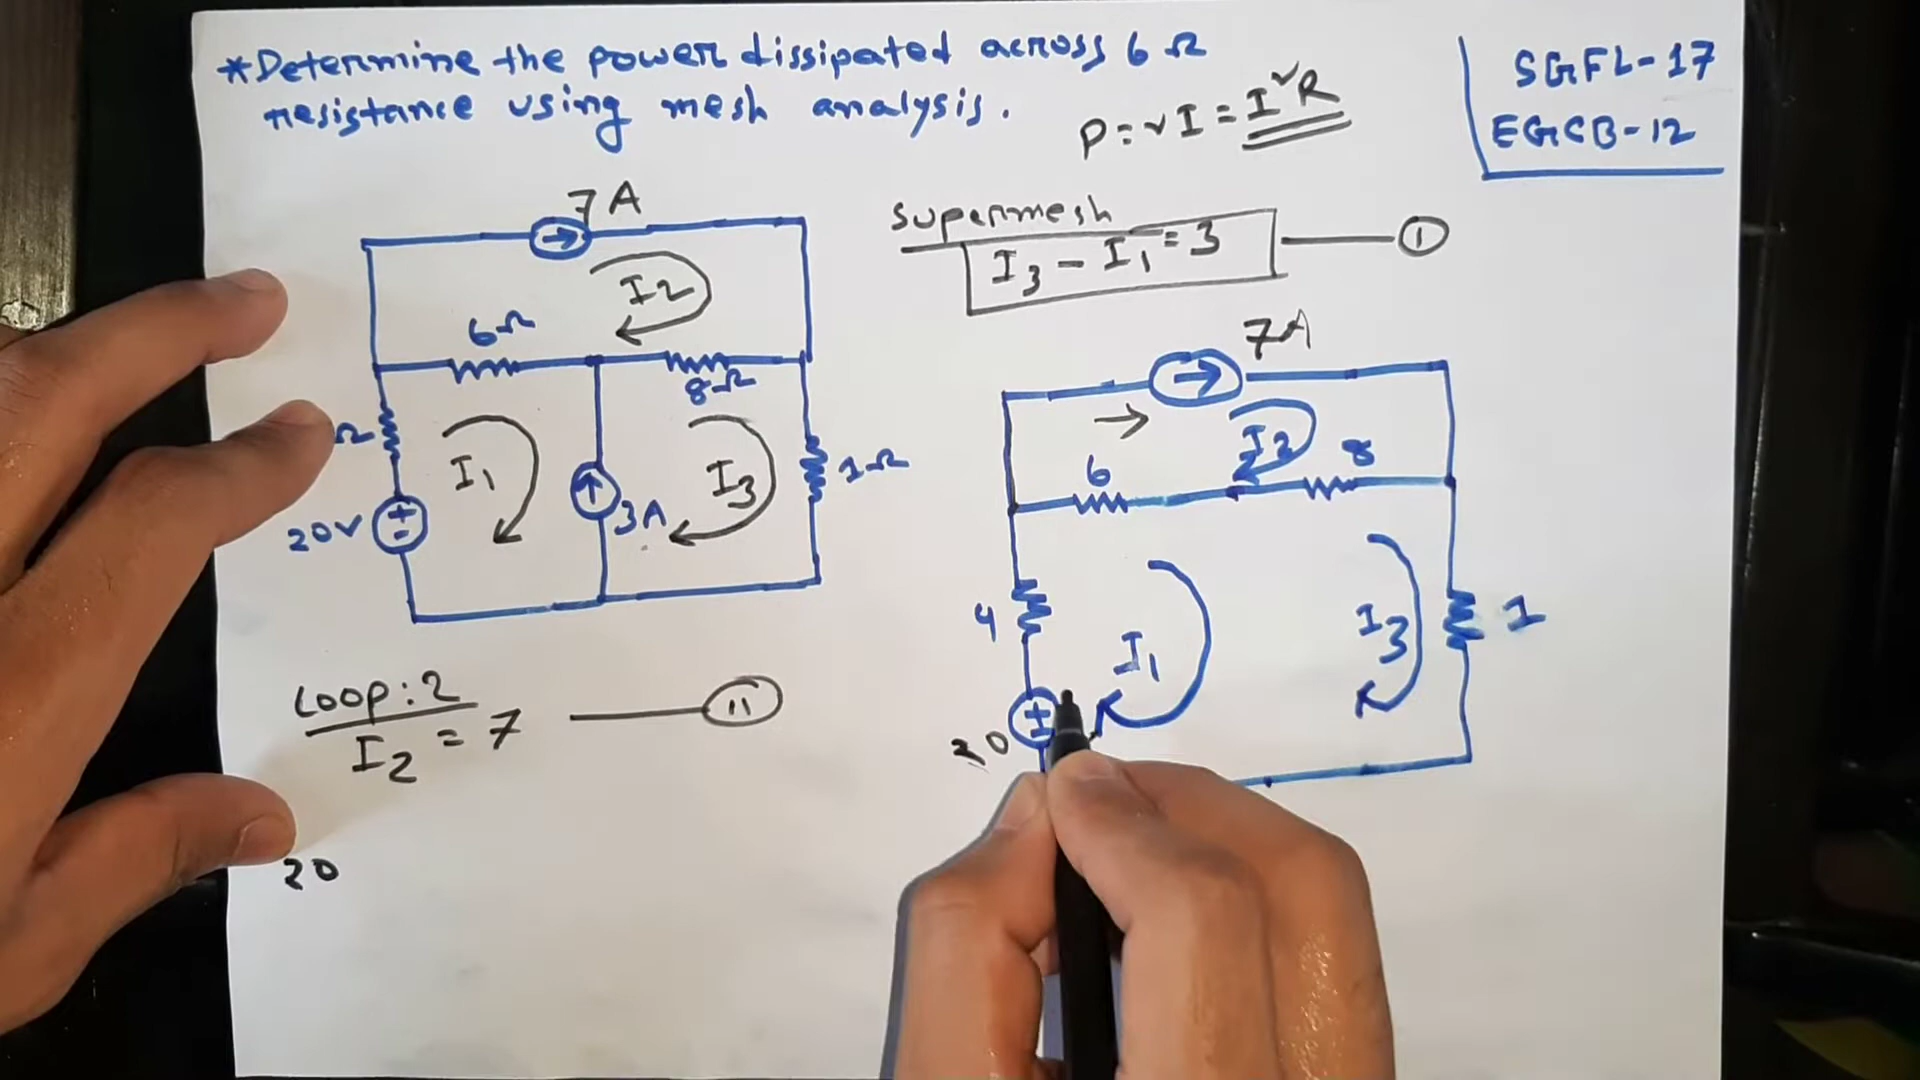 *Determine the power dissipated across 6 Ω
resistance using mesh analysis.
P = VI = I²R
SGFL-17
EGCB-12
7A
I2
6Ω
8Ω
Ω
I1
20V
3A
I3
1Ω
Supermesh
I3 - I1 = 3
1
7A
I2
6
8
4
I1
I3
1
20
Loop: 2
I2 = 7
11
20